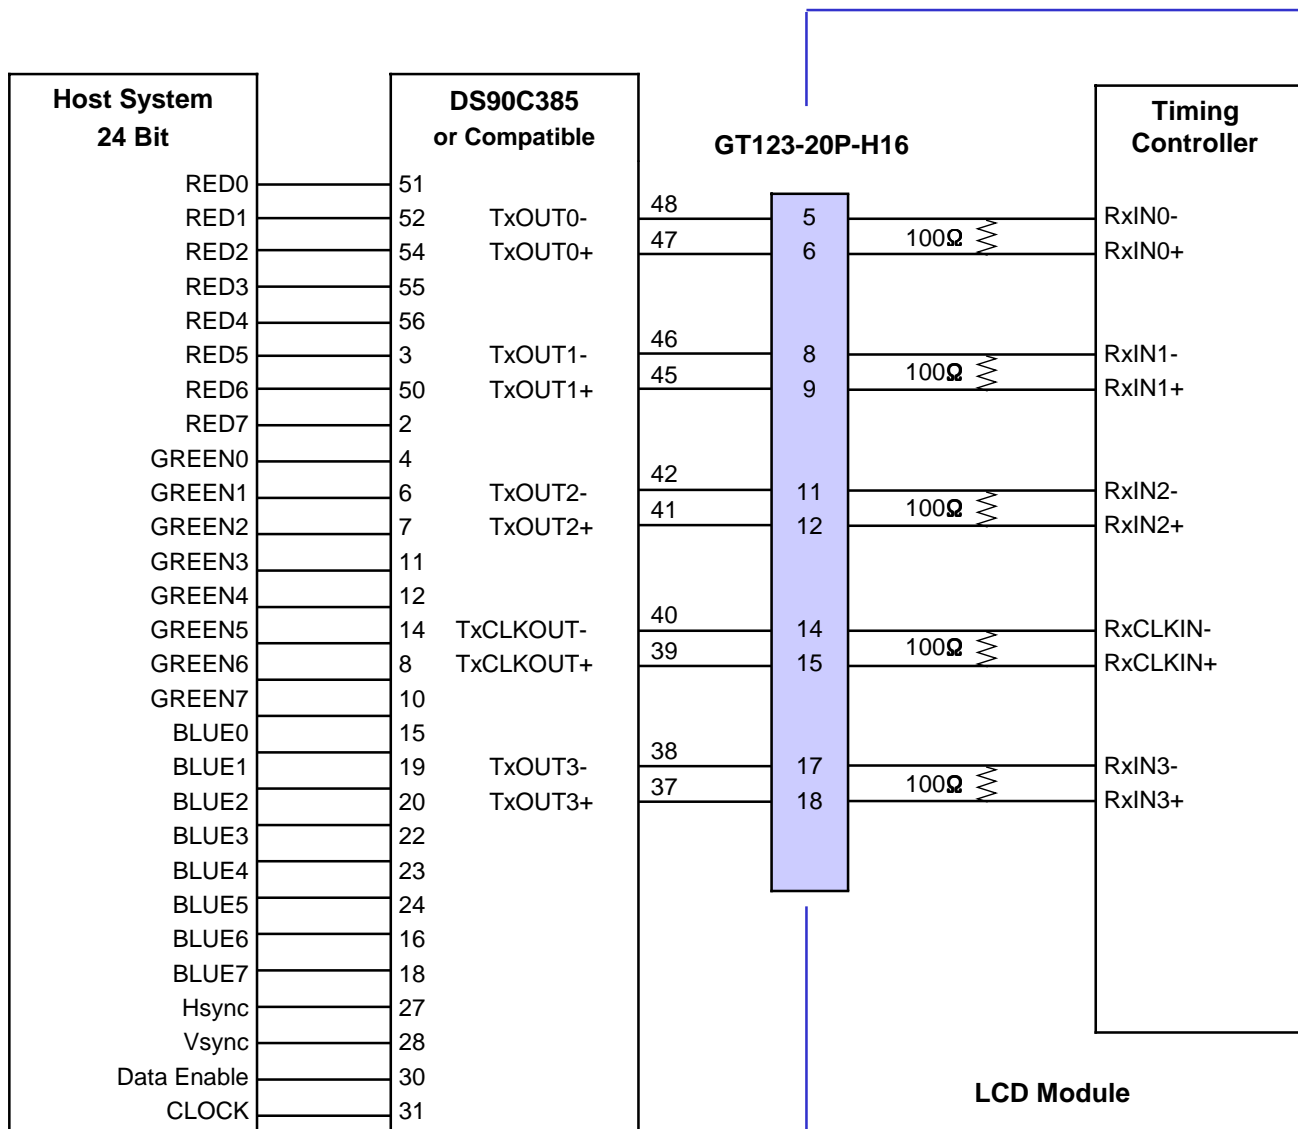 Host System
24 Bit
RED0
RED1
RED2
RED3
RED4
RED5
RED6
RED7
GREEN0
GREEN1
GREEN2
GREEN3
GREEN4
GREEN5
GREEN6
GREEN7
BLUE0
BLUE1
BLUE2
BLUE3
BLUE4
BLUE5
BLUE6
BLUE7
Hsync
Vsync
Data Enable
CLOCK
DS90C385
or Compatible
51
52
54
55
56
3
50
2
4
6
7
11
12
14
8
10
15
19
20
22
23
24
16
18
27
28
30
31
TxOUT0-
TxOUT0+
TxOUT1-
TxOUT1+
TxOUT2-
TxOUT2+
TxCLKOUT-
TxCLKOUT+
TxOUT3-
TxOUT3+
48
47
46
45
42
41
40
39
38
37
GT123-20P-H16
5
6
8
9
11
12
14
15
17
18
100Ω
100Ω
100Ω
100Ω
100Ω
Timing
Controller
RxIN0-
RxIN0+
RxIN1-
RxIN1+
RxIN2-
RxIN2+
RxCLKIN-
RxCLKIN+
RxIN3-
RxIN3+
LCD Module